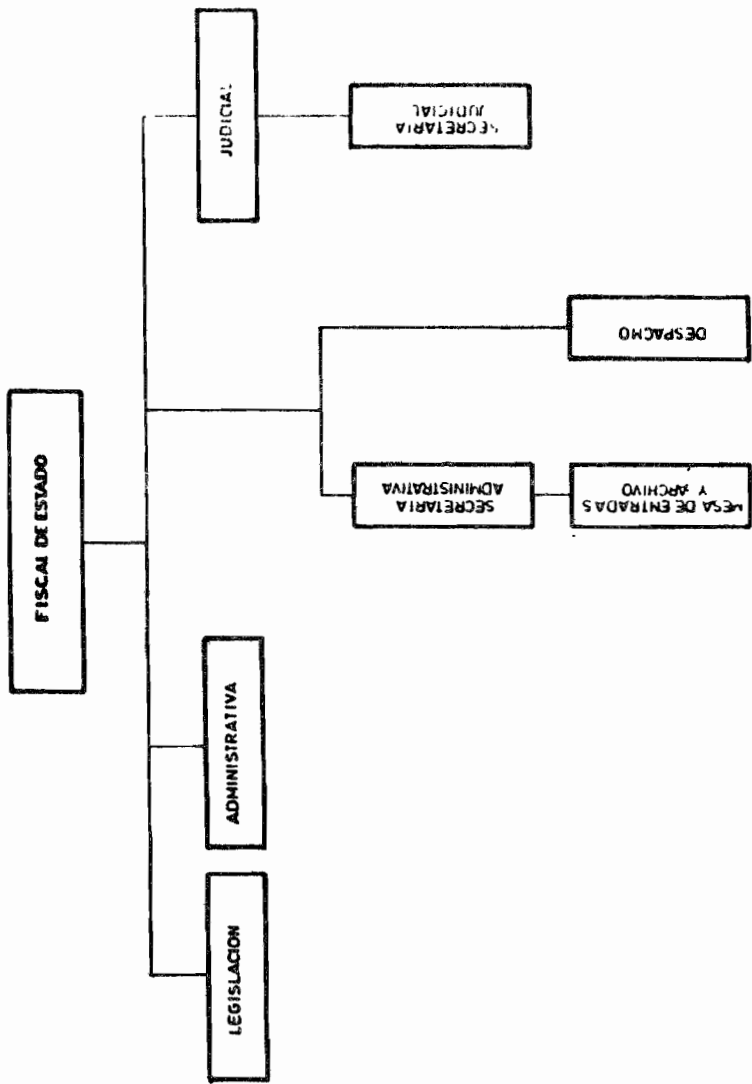 FISCAL DE ESTADO
LEGISLACION
ADMINISTRATIVA
JUDICIAL
SECRETARIA
ADMINISTRATIVA
MESA DE ENTRADAS
Y ARCHIVO
DESPACHO
SECRETARIA
JUDICIAL